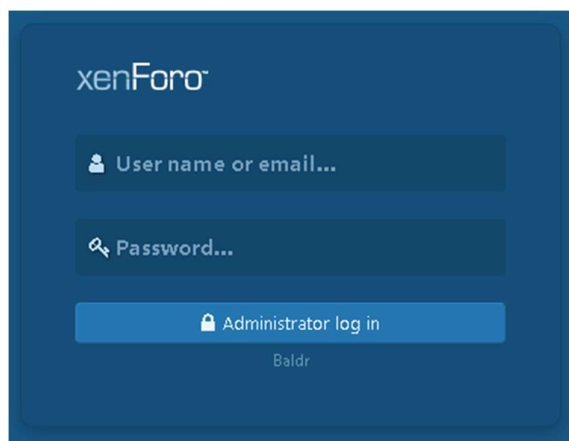 xenForo™
User name or email...
Password...
Administrator log in
Baldr